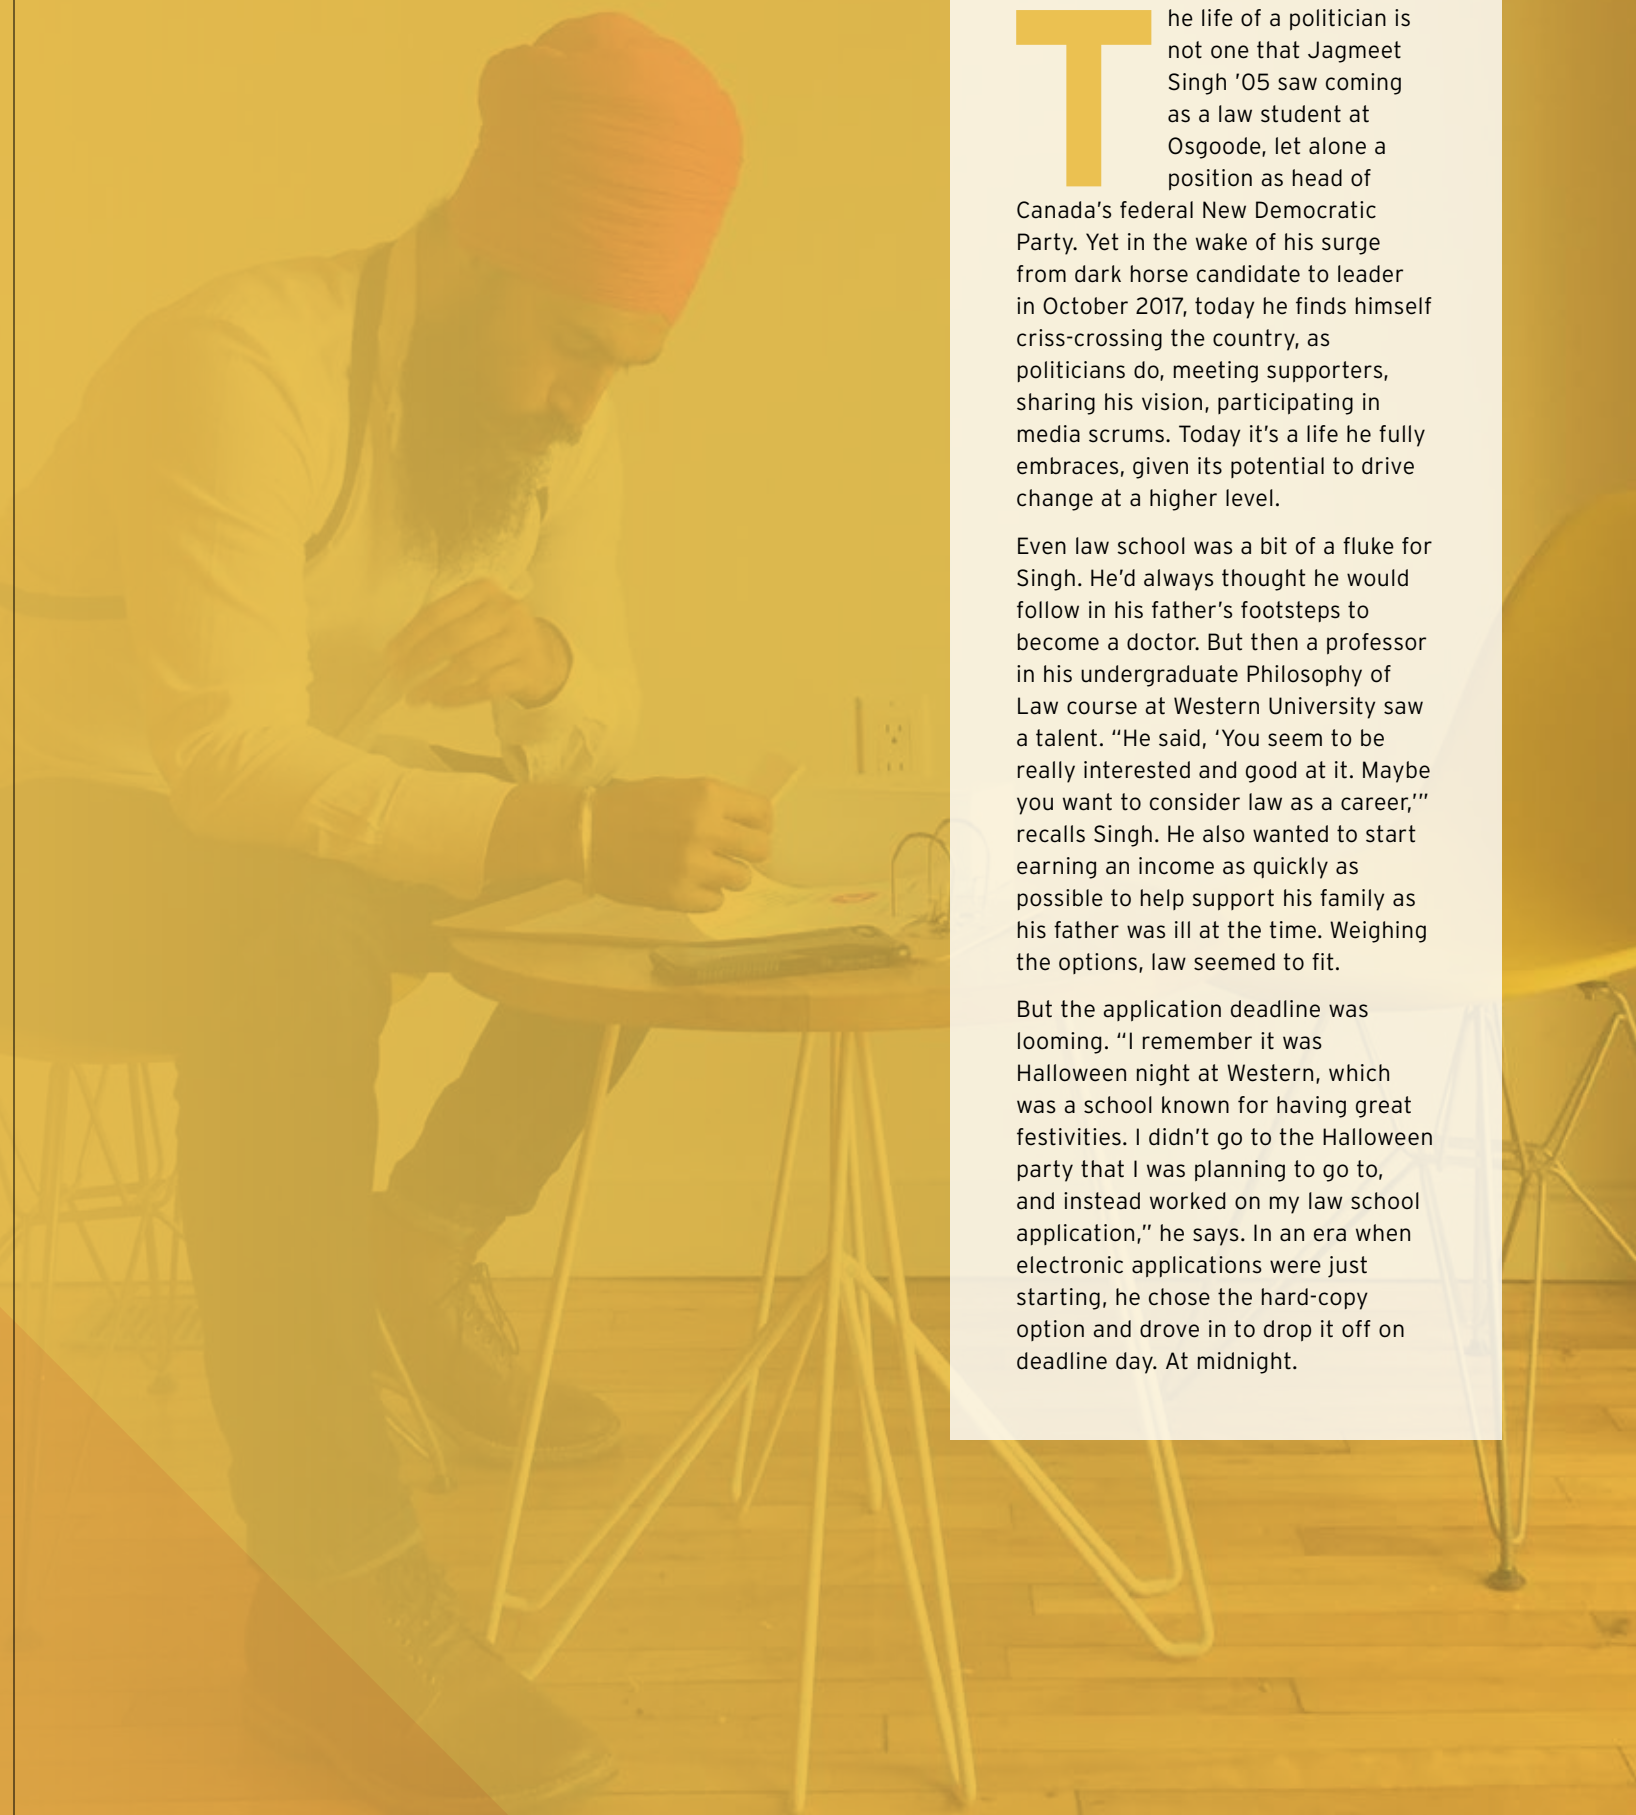 The life of a politician is
not one that Jagmeet
Singh ’05 saw coming
as a law student at
Osgoode, let alone a
position as head of
Canada’s federal New Democratic
Party. Yet in the wake of his surge
from dark horse candidate to leader
in October 2017, today he finds himself
criss-crossing the country, as
politicians do, meeting supporters,
sharing his vision, participating in
media scrums. Today it’s a life he fully
embraces, given its potential to drive
change at a higher level.
Even law school was a bit of a fluke for
Singh. He’d always thought he would
follow in his father’s footsteps to
become a doctor. But then a professor
in his undergraduate Philosophy of
Law course at Western University saw
a talent. “He said, ‘You seem to be
really interested and good at it. Maybe
you want to consider law as a career,’”
recalls Singh. He also wanted to start
earning an income as quickly as
possible to help support his family as
his father was ill at the time. Weighing
the options, law seemed to fit.
But the application deadline was
looming. “I remember it was
Halloween night at Western, which
was a school known for having great
festivities. I didn’t go to the Halloween
party that I was planning to go to,
and instead worked on my law school
application,” he says. In an era when
electronic applications were just
starting, he chose the hard-copy
option and drove in to drop it off on
deadline day. At midnight.